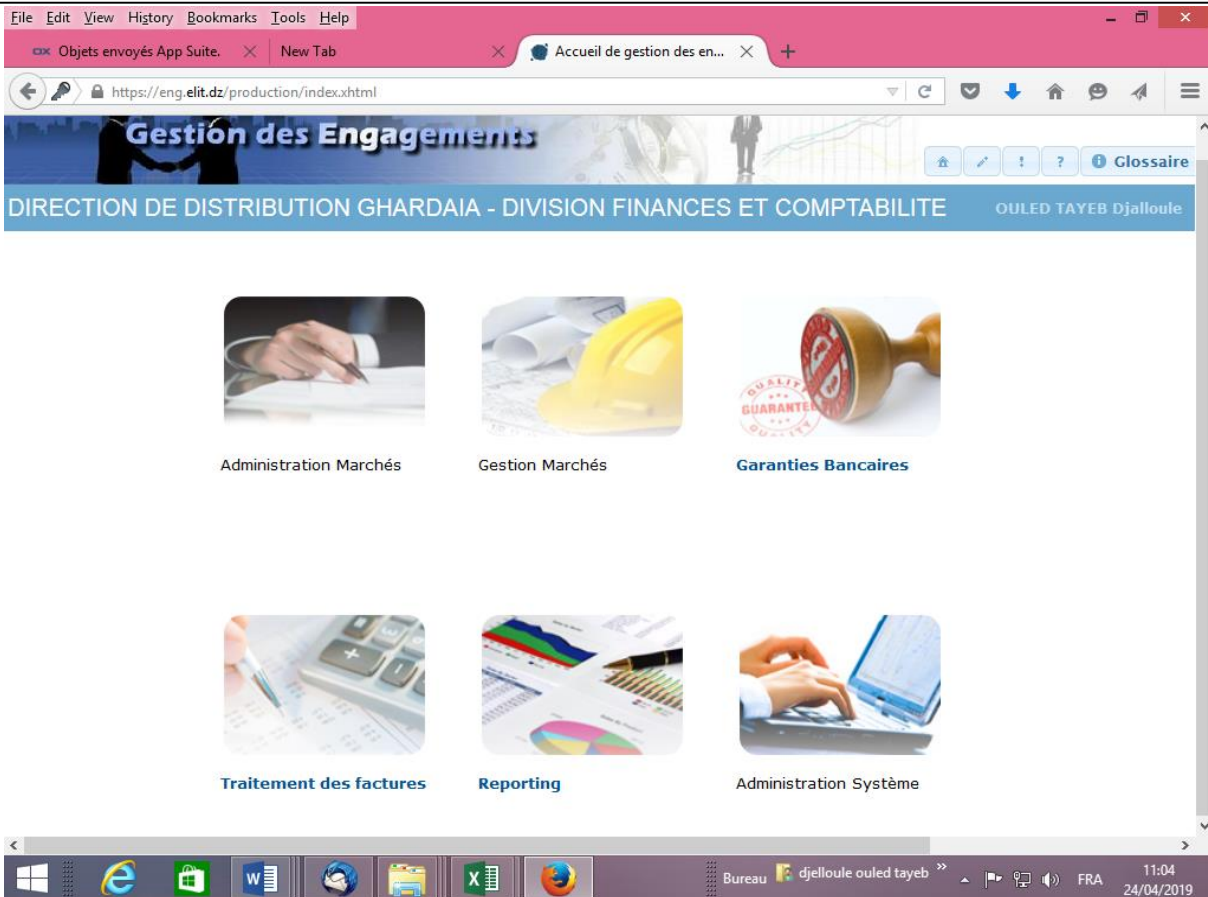 File Edit View History Bookmarks Tools Help
Objets envoyés App Suite. New Tab Accueil de gestion des en...
https://eng.elit.dz/production/index.xhtml
Gestion des Engagements
! ? Glossaire
DIRECTION DE DISTRIBUTION GHARDAIA - DIVISION FINANCES ET COMPTABILITE OULED TAYEB Djalloule
QUALITY
GUARANTEE
QUALITY
Administration Marchés Gestion Marchés Garanties Bancaires
Traitement des factures Reporting Administration Système
Bureau djelloule ouled tayeb » FRA 11:04
24/04/2019